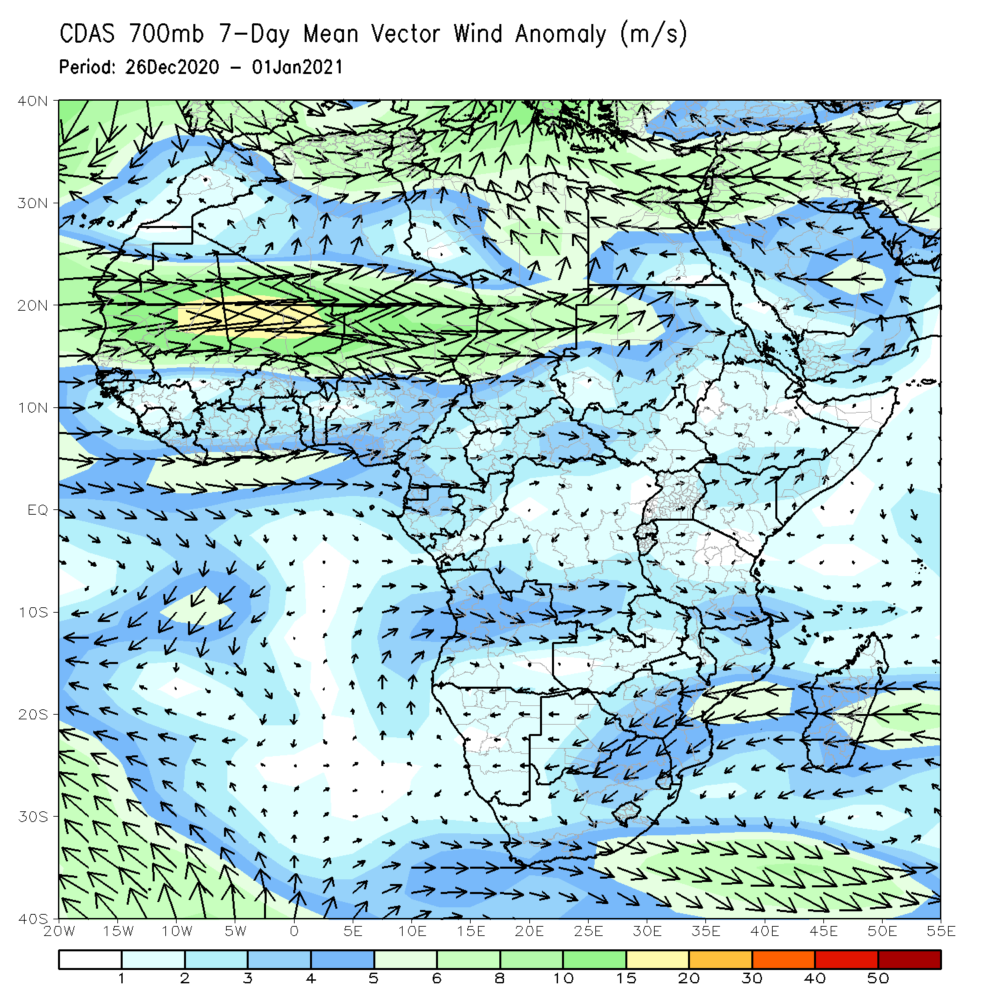 CDAS 700mb 7-Day Mean Vector Wind Anomaly (m/s)
Period: 26Dec2020 - 01Jan2021
40N
30N
20N
10N
EQ
10S
20S
30S
40S
20W 15W 10W 5W 0 5E 10E 15E 20E 25E 30E 35E 40E 45E 50E 55E
1 2 3 4 5 6 8 10 15 20 30 40 50